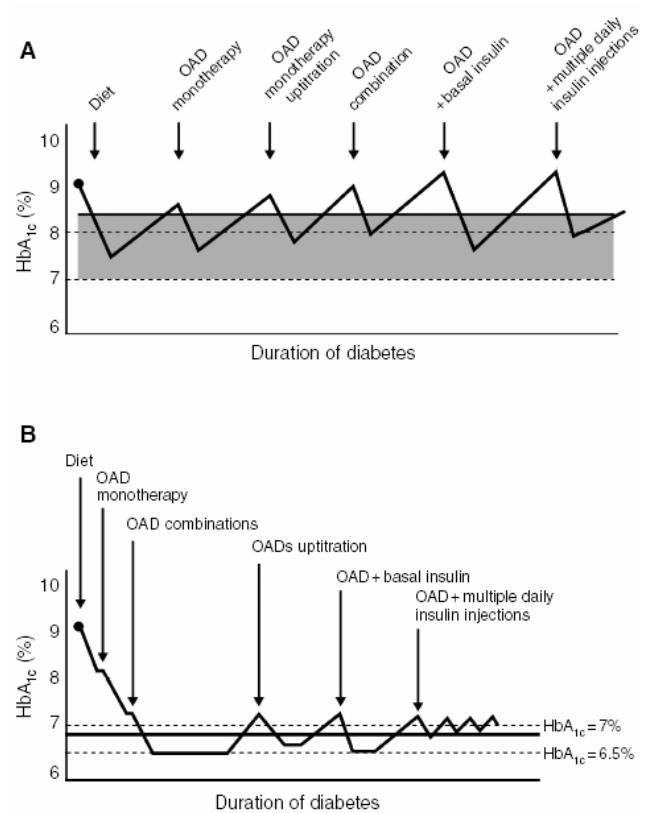 A
Diet
OAD
monotherapy
OAD
monotherapy
uptitration
OAD
combination
OAD
+ basal insulin
OAD
+ multiple daily
insulin injections
10
9
8
7
6
HbA1c (%)
Duration of diabetes
B
Diet
OAD
monotherapy
OAD combinations
OADs uptitration
OAD + basal insulin
OAD + multiple daily
insulin injections
10
9
8
7
6
HbA1c (%)
HbA1c = 7%
HbA1c = 6.5%
Duration of diabetes